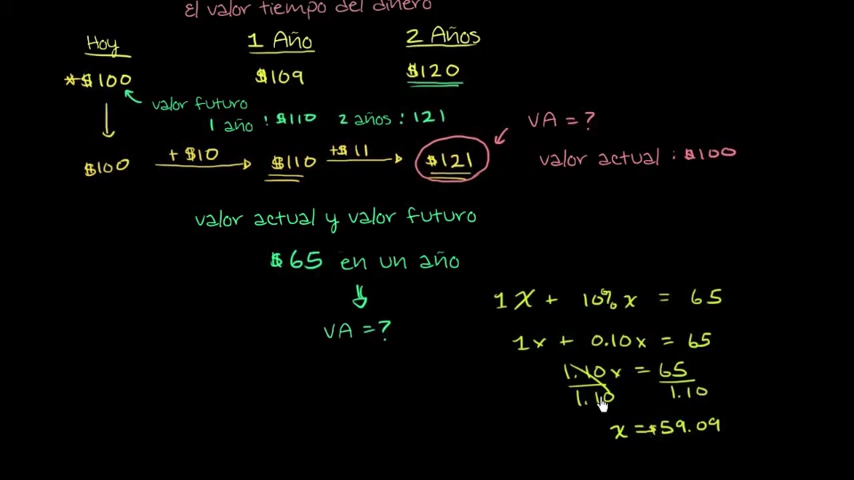 El valor tiempo del dinero
Hoy 1 Año 2 Años
*$100 $109 $120
valor futuro
1 año : $110 2 años : 121
VA = ?
valor actual : $100
$100 + $10 $110 +$11 $121
valor actual y valor futuro
$65 en un año
VA = ?
1X + 10% x = 65
1x + 0.10x = 65
1.10x = 65
1.10 1.10
x = $59.09